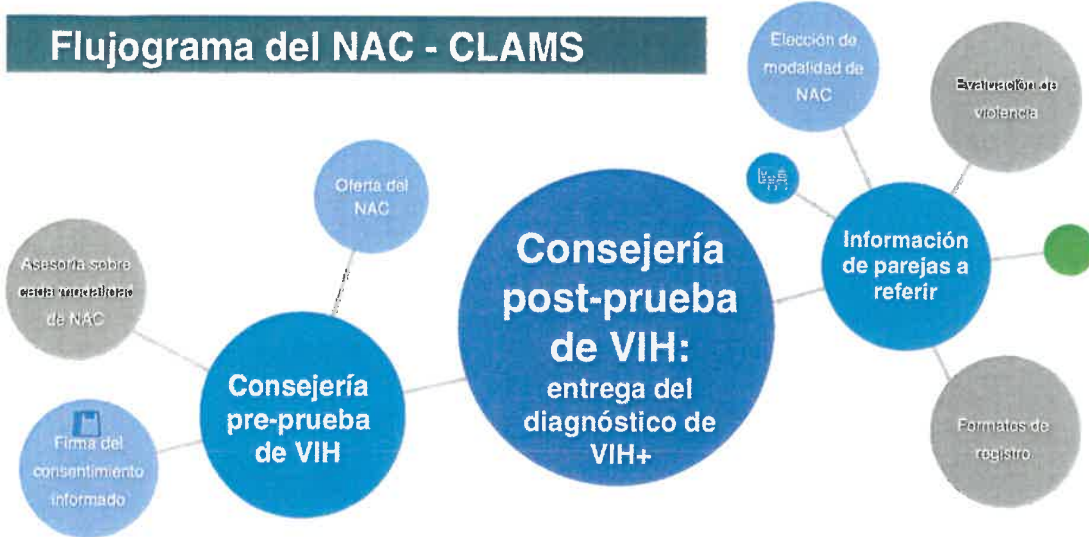 Flujograma del NAC - CLAMS
Elección de
modalidad de
NAC
Evaluación de
violencia
Oferta del
NAC
Asesoría sobre
cada modalidad
de NAC
Consejería
post-prueba
de VIH:
entrega del
diagnóstico de
VIH+
Información
de parejas a
referir
Consejería
pre-prueba
de VIH
Firma del
consentimiento
informado
Formatos de
registro